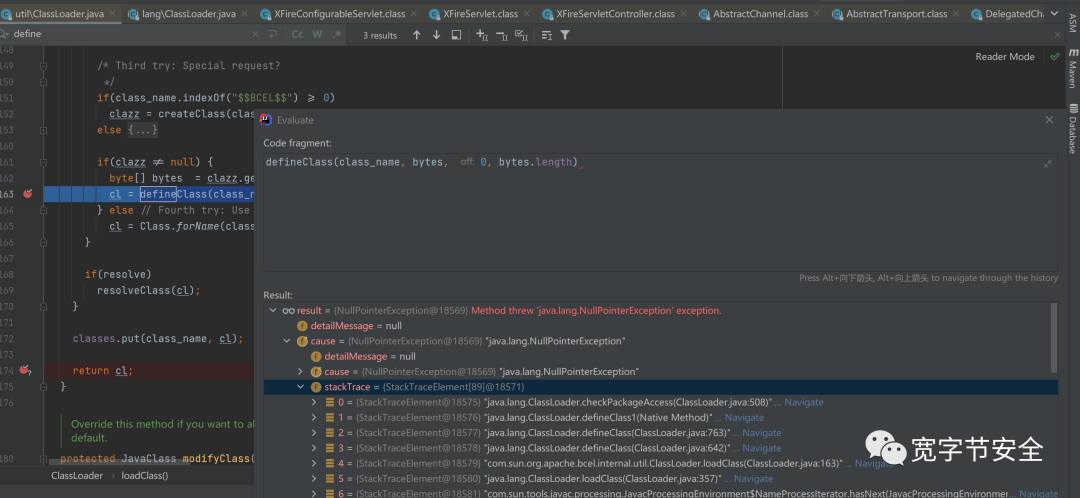 util\ClassLoader.java lang\ClassLoader.java XFireConfigurableServlet.class XFireServlet.class XFireServletController.class AbstractChannel.class AbstractTransport.class DelegatedCha
define Cc W .* 3 results
Reader Mode
148
149 /* Third try: Special request?
150 */
151 if(class_name.indexOf("$$BCEL$$") ≥ 0)
152 clazz = createClass(clas
153 else {...}
160
161 if(clazz ≠ null) {
162 byte[] bytes = clazz.ge
163 cl = defineClass(class_n
164 } else // Fourth try: Use
165 cl = Class.forName(class
166 }
167
168 if(resolve)
169 resolveClass(cl);
170 }
171
172 classes.put(class_name, cl);
173
174 return cl;
175 }
176
Override this method if you want to al
default.
180 protected JavaClass modifyClass(
ClassLoader › loadClass()
Evaluate
Code fragment:
defineClass(class_name, bytes, off: 0, bytes.length)
Press Alt+向下箭头, Alt+向上箭头 to navigate through the history
Result:
result = {NullPointerException@18569} Method threw 'java.lang.NullPointerException' exception.
detailMessage = null
cause = {NullPointerException@18569} "java.lang.NullPointerException"
detailMessage = null
cause = {NullPointerException@18569} "java.lang.NullPointerException"
stackTrace = {StackTraceElement[89]@18571}
0 = {StackTraceElement@18575} "java.lang.ClassLoader.checkPackageAccess(ClassLoader.java:508)" ... Navigate
1 = {StackTraceElement@18576} "java.lang.ClassLoader.defineClass1(Native Method)" ... Navigate
2 = {StackTraceElement@18577} "java.lang.ClassLoader.defineClass(ClassLoader.java:763)" ... Navigate
3 = {StackTraceElement@18578} "java.lang.ClassLoader.defineClass(ClassLoader.java:642)" ... Navigate
4 = {StackTraceElement@18579} "com.sun.org.apache.bcel.internal.util.ClassLoader.loadClass(ClassLoader.java:163)" ... Navigate
5 = {StackTraceElement@18580} "java.lang.ClassLoader.loadClass(ClassLoader.java:357)" ... Navigate
6 = {StackTraceElement@18581} "com.sun.tools.javac.processing.JavacProcessingEnvironment$NameProcessIterator.hasNext(JavacProcessingEnvironment. ... Navigate
ASM
Maven
Database
宽字节安全